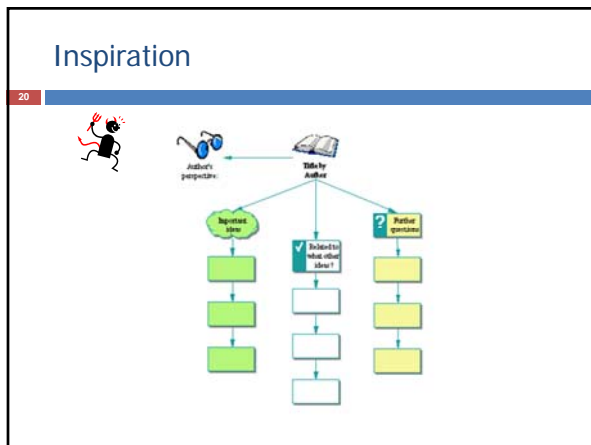 Inspiration
20
Author's
perspective:
Title by
Author
Important
ideas
Related to
what other
ideas?
?
Further
questions